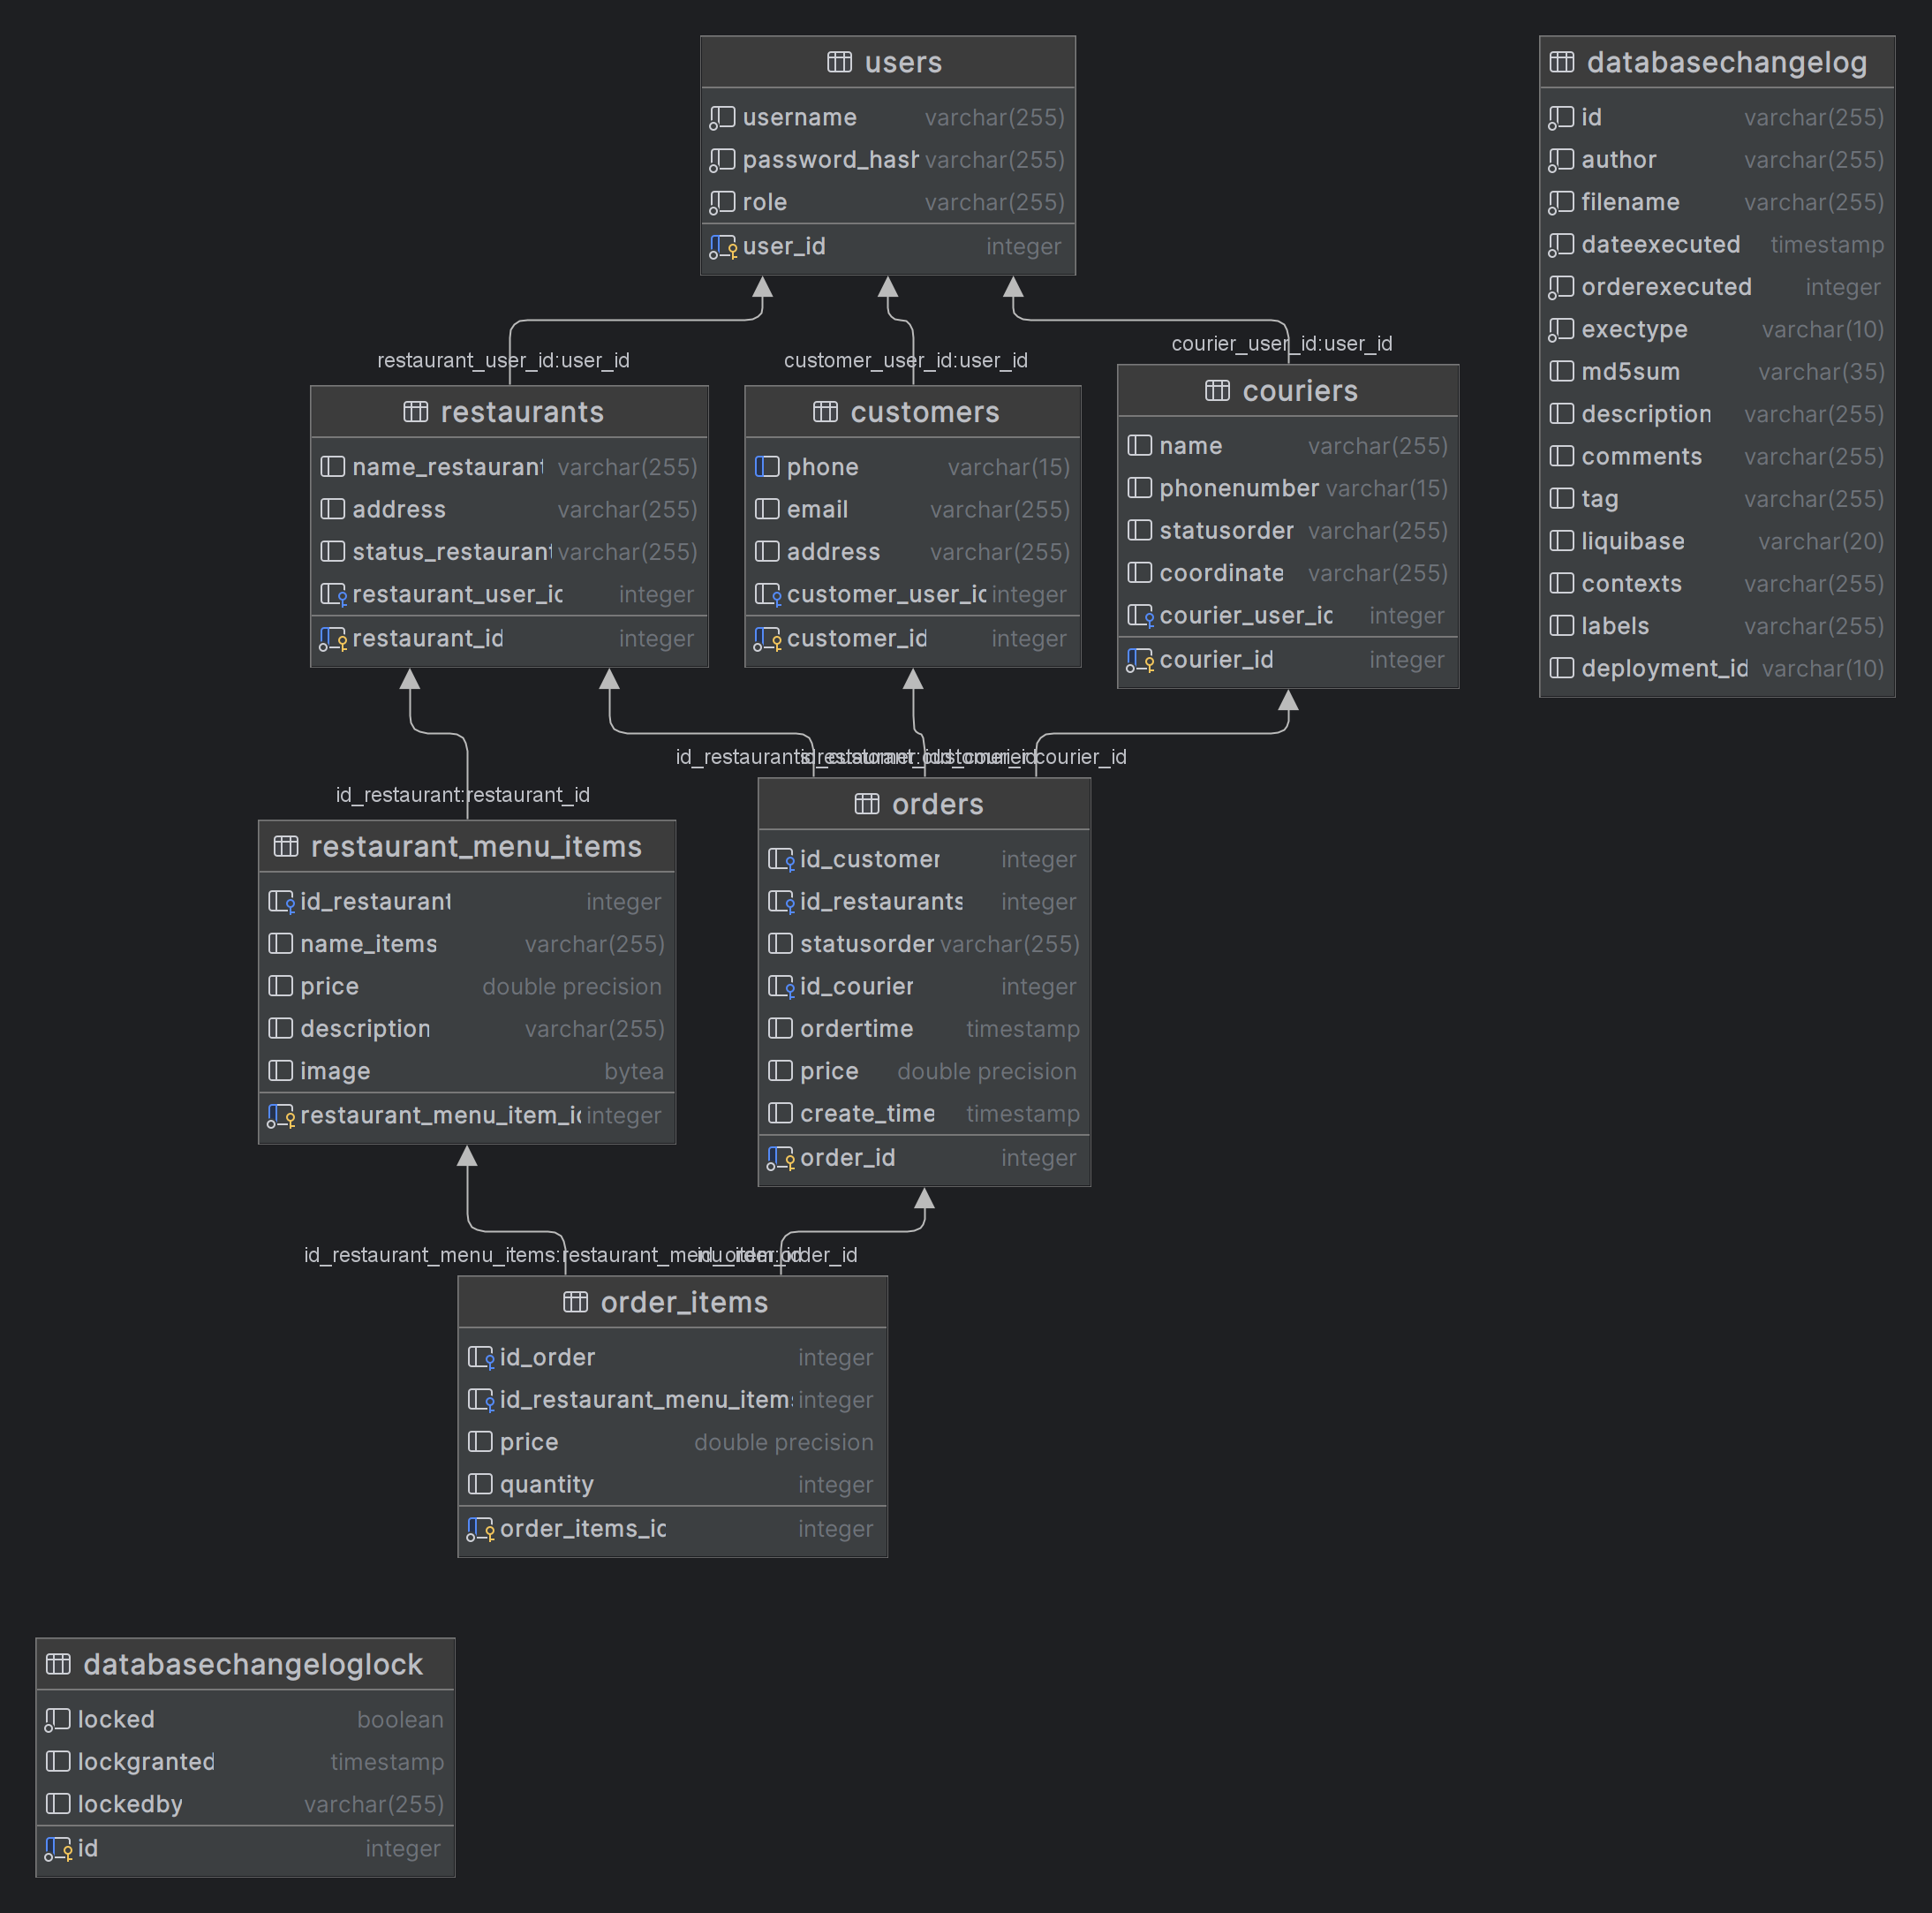 users
username varchar(255)
password_hash varchar(255)
role varchar(255)
user_id integer
databasechangelog
id varchar(255)
author varchar(255)
filename varchar(255)
dateexecuted timestamp
orderexecuted integer
exectype varchar(10)
md5sum varchar(35)
description varchar(255)
comments varchar(255)
tag varchar(255)
liquibase varchar(20)
contexts varchar(255)
labels varchar(255)
deployment_id varchar(10)
restaurant_user_id:user_id
customer_user_id:user_id
courier_user_id:user_id
restaurants
name_restaurant varchar(255)
address varchar(255)
status_restaurant varchar(255)
restaurant_user_id integer
restaurant_id integer
customers
phone varchar(15)
email varchar(255)
address varchar(255)
customer_user_id integer
customer_id integer
couriers
name varchar(255)
phonenumber varchar(15)
statusorder varchar(255)
coordinate varchar(255)
courier_user_id integer
courier_id integer
id_restaurants:restaurant_id
id_customer:customer_id
id_courier:courier_id
id_restaurant:restaurant_id
restaurant_menu_items
id_restaurant integer
name_items varchar(255)
price double precision
description varchar(255)
image bytea
restaurant_menu_item_id integer
orders
id_customer integer
id_restaurants integer
statusorder varchar(255)
id_courier integer
ordertime timestamp
price double precision
create_time timestamp
order_id integer
id_restaurant_menu_items:restaurant_menu_item_id
id_order:order_id
order_items
id_order integer
id_restaurant_menu_items integer
price double precision
quantity integer
order_items_id integer
databasechangeloglock
locked boolean
lockgranted timestamp
lockedby varchar(255)
id integer